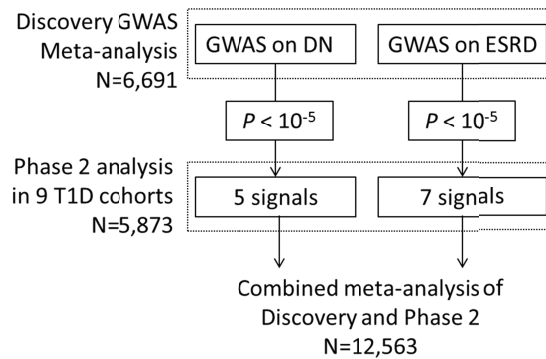 Discovery GWAS
Meta-analysis
N=6,691
GWAS on DN
GWAS on ESRD
P < 10⁻⁵
P < 10⁻⁵
Phase 2 analysis
in 9 T1D cohorts
N=5,873
5 signals
7 signals
Combined meta-analysis of
Discovery and Phase 2
N=12,563